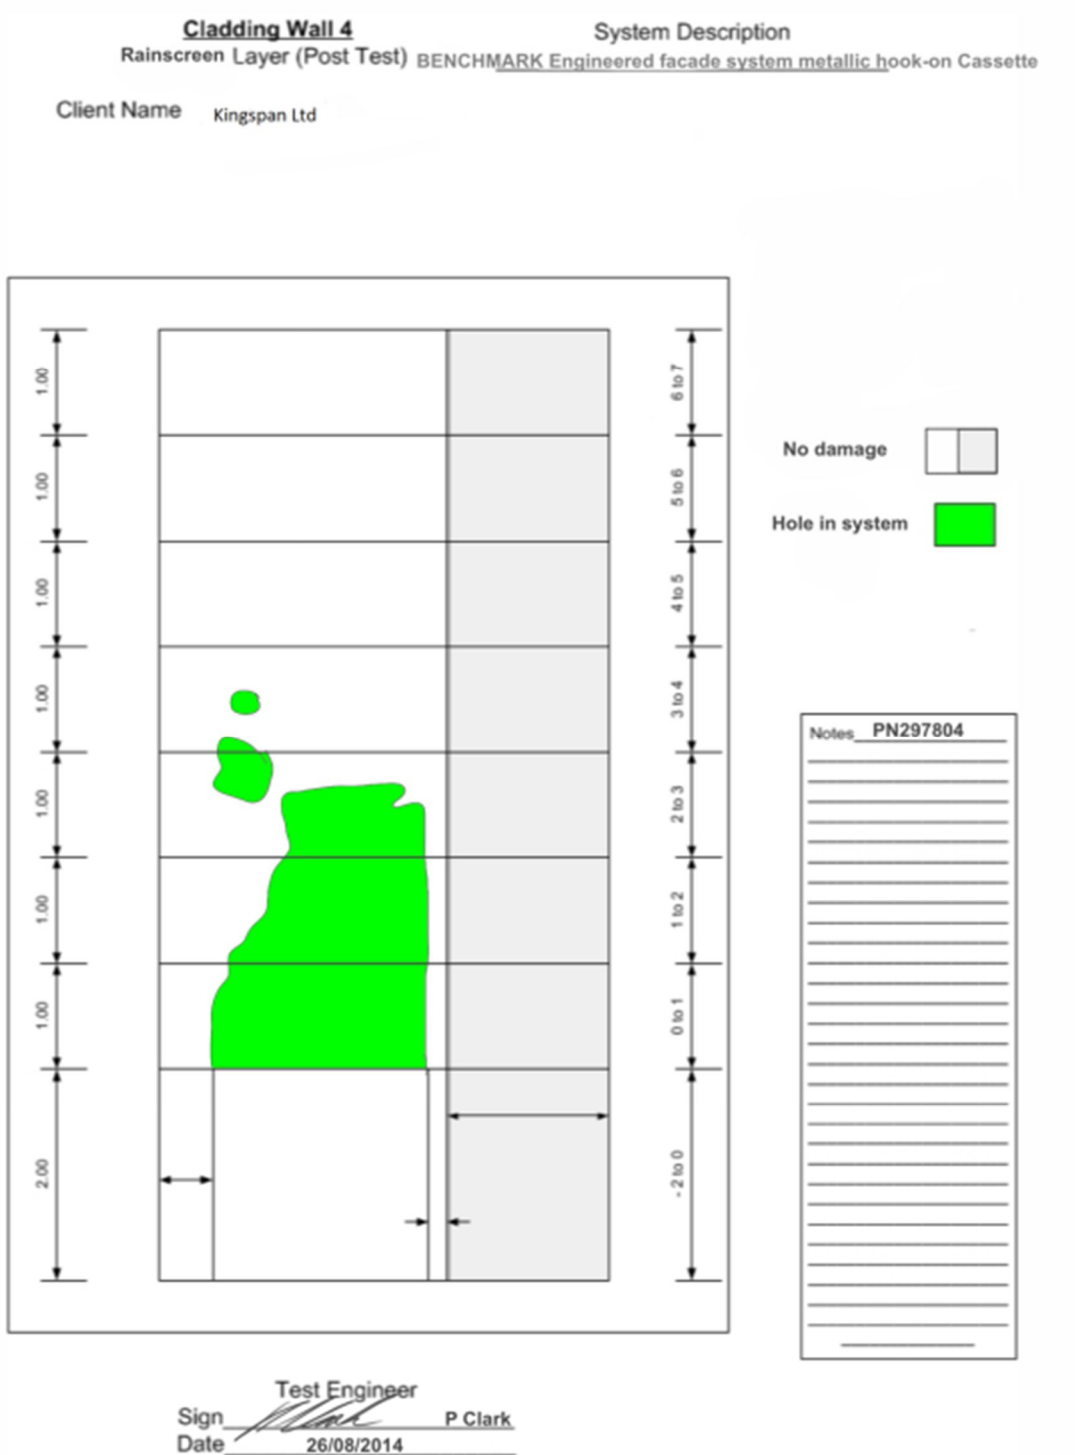 Cladding Wall 4
System Description
Rainscreen Layer (Post Test)
BENCHMARK Engineered facade system metallic hook-on Cassette
Client Name Kingspan Ltd
1.00
6 to 7
1.00
5 to 6
1.00
4 to 5
1.00
3 to 4
1.00
2 to 3
1.00
1 to 2
1.00
0 to 1
2.00
- 2 to 0
No damage
Hole in system
Notes PN297804
Test Engineer
Sign P Clark
Date 26/08/2014